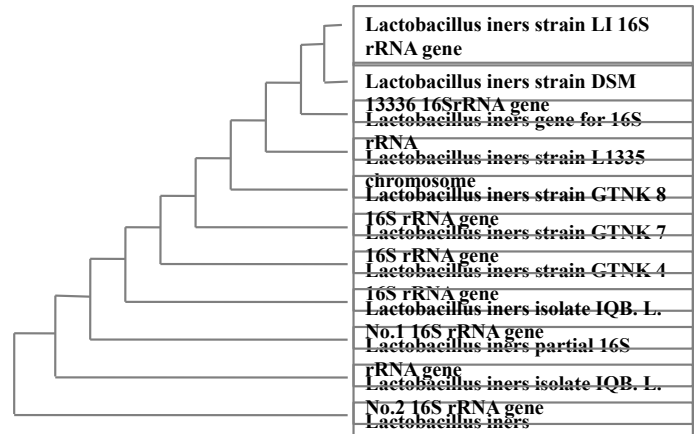 Lactobacillus iners strain LI 16S
rRNA gene
Lactobacillus iners strain DSM
13336 16SrRNA gene
Lactobacillus iners gene for 16S
rRNA
Lactobacillus iners strain L1335
chromosome
Lactobacillus iners strain GTNK 8
16S rRNA gene
Lactobacillus iners strain GTNK 7
16S rRNA gene
Lactobacillus iners strain GTNK 4
16S rRNA gene
Lactobacillus iners isolate IQB. L.
No.1 16S rRNA gene
Lactobacillus iners partial 16S
rRNA gene
Lactobacillus iners isolate IQB. L.
No.2 16S rRNA gene
Lactobacillus iners